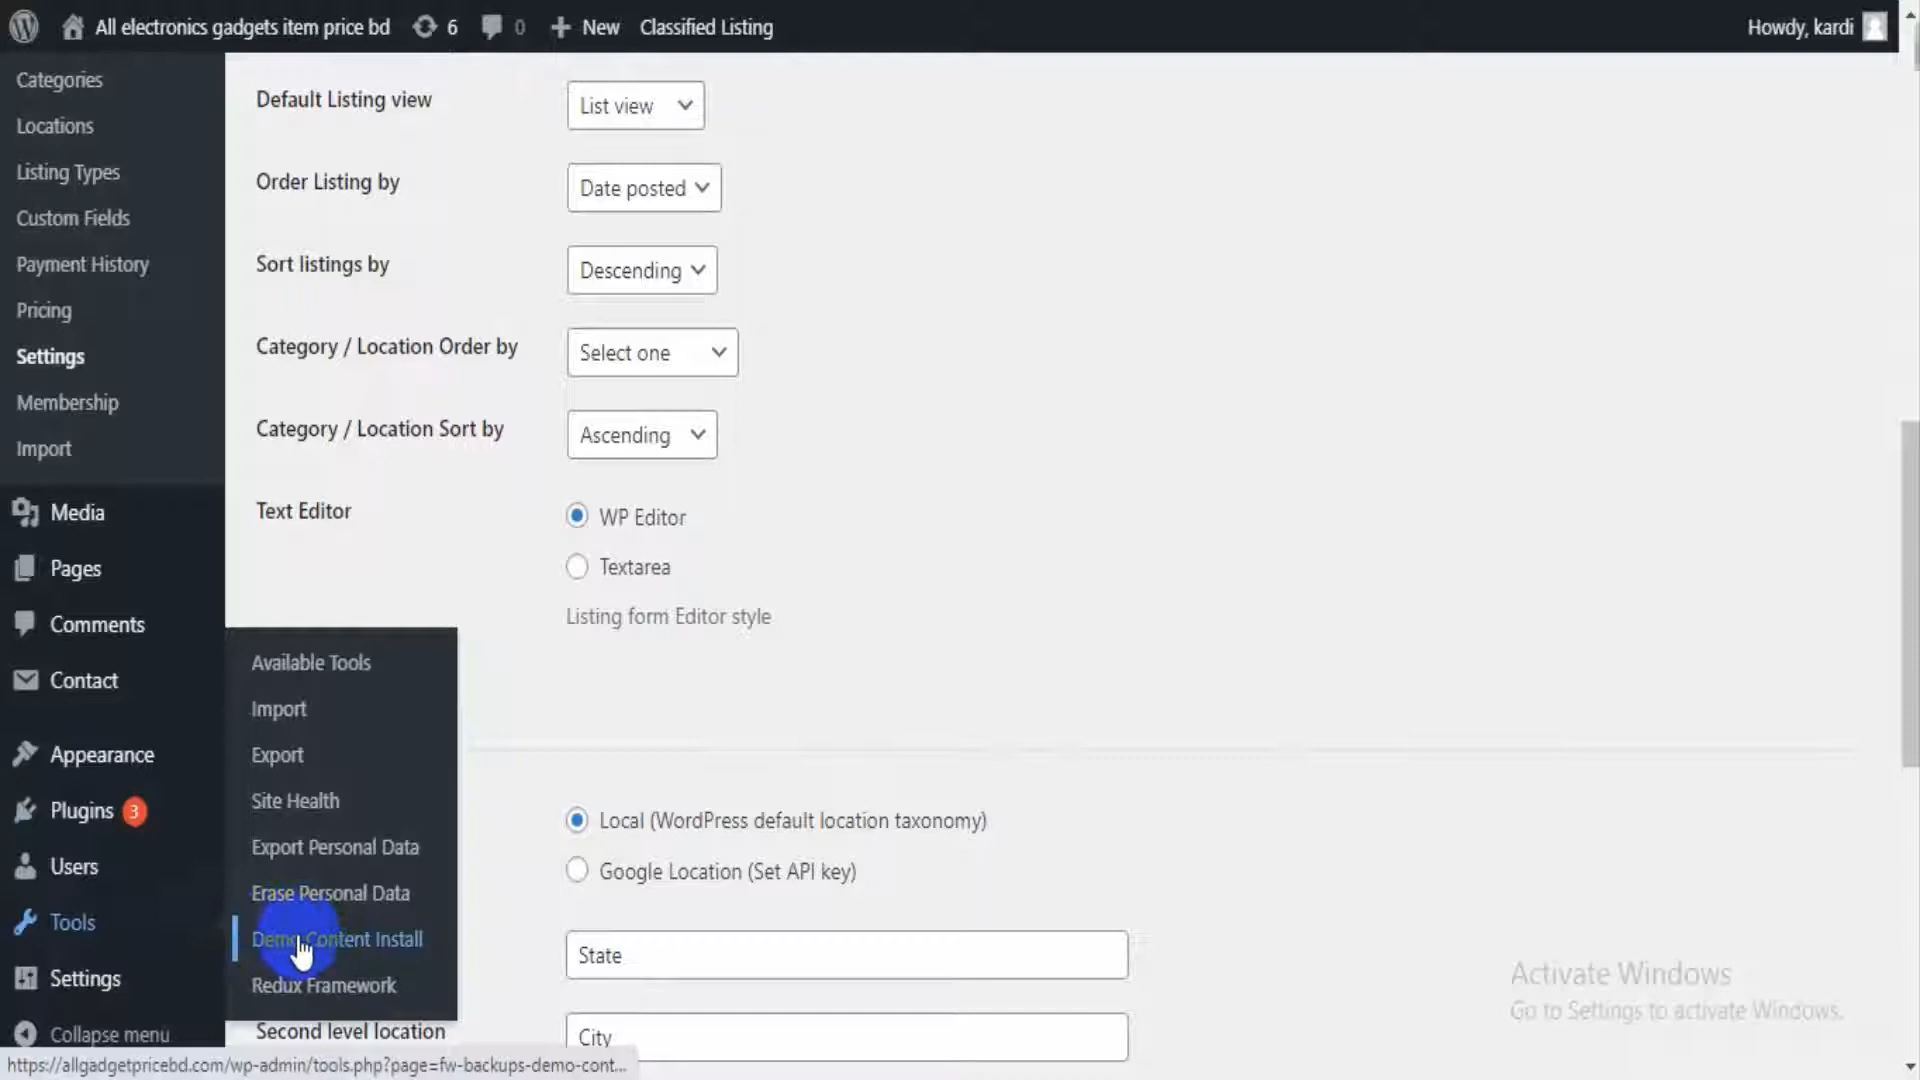 All electronics gadgets item price bd
6
0
New
Classified Listing
Howdy, kardi
Categories
Locations
Listing Types
Custom Fields
Payment History
Pricing
Settings
Membership
Import
Media
Pages
Comments
Contact
Appearance
Plugins 3
Users
Tools
Settings
Collapse menu
Available Tools
Import
Export
Site Health
Export Personal Data
Erase Personal Data
Demo Content Install
Redux Framework
Default Listing view
List view
Order Listing by
Date posted
Sort listings by
Descending
Category / Location Order by
Select one
Category / Location Sort by
Ascending
Text Editor
WP Editor
Textarea
Listing form Editor style
Local (WordPress default location taxonomy)
Google Location (Set API key)
State
Second level location
City
Activate Windows
Go to Settings to activate Windows.
https://allgadgetpricebd.com/wp-admin/tools.php?page=fw-backups-demo-cont...